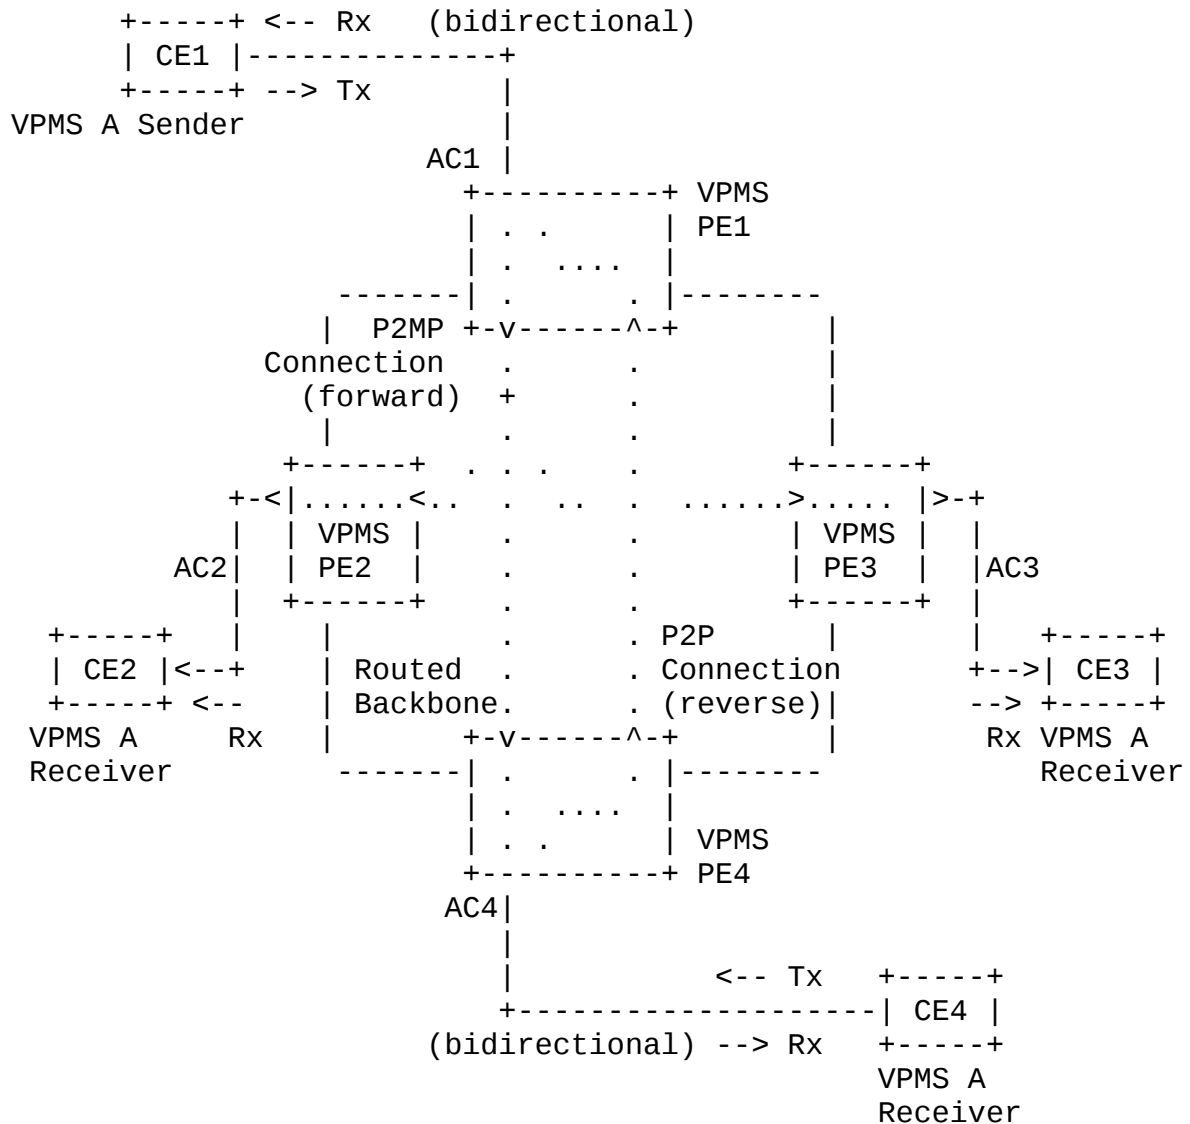 +-----+ <-- Rx   (bidirectional)
| CE1 |--------------+
+-----+ --> Tx       |
VPMS A Sender              |
AC1 |
+----------+ VPMS
| . .      | PE1
| .  ....  |
-------| .      . |--------
|  P2MP +-v------^-+        |
Connection   .      .          |
(forward)  +      .          |
|         .      .          |
+------+  . . .    .        +------+
+-<|......<..  .  ..  .  ......>..... |>-+
|  | VPMS |    .      .        | VPMS |  |
AC2|  | PE2  |    .      .        | PE3  |  |AC3
|  +------+    .      .        +------+  |
+-----+   |    |         .      . P2P      |       |   +-----+
| CE2 |<--+    | Routed  .      . Connection       +-->| CE3 |
+-----+ <--    | Backbone.      . (reverse)|       --> +-----+
VPMS A     Rx   |       +-v------^-+        |        Rx VPMS A
Receiver         -------| .      . |--------            Receiver
| .  ....  |
| . .      | VPMS
+----------+ PE4
AC4|
|
|           <-- Tx   +-----+
+--------------------| CE4 |
(bidirectional) --> Rx   +-----+
VPMS A
Receiver